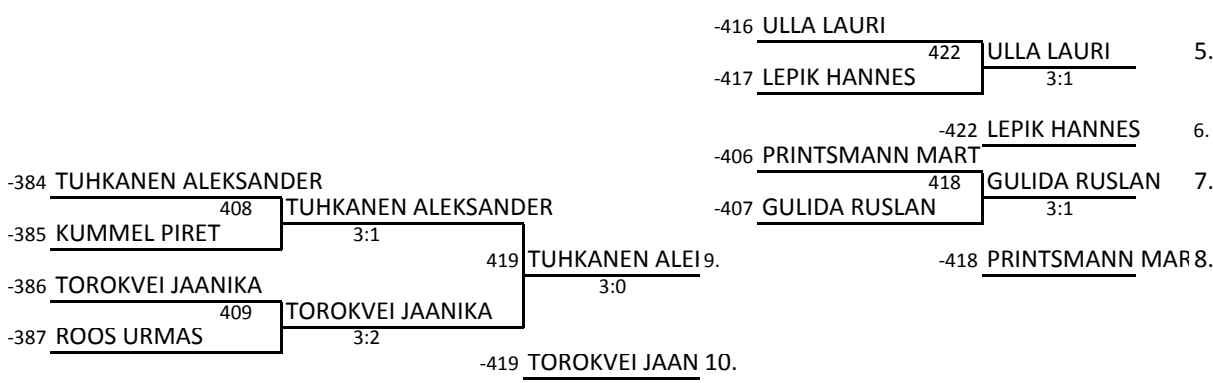 -416 ULLA LAURI
422 ULLA LAURI 5.
-417 LEPIK HANNES 3:1
-422 LEPIK HANNES 6.
-406 PRINTSMANN MART
-384 TUHKANEN ALEKSANDER 418 GULIDA RUSLAN 7.
408 TUHKANEN ALEKSANDER -407 GULIDA RUSLAN 3:1
-385 KUMMEL PIRET 3:1
419 TUHKANEN ALEI 9. -418 PRINTSMANN MAR 8.
-386 TOROKVEI JAANIKA 3:0
409 TOROKVEI JAANIKA
-387 ROOS URMAS 3:2
-419 TOROKVEI JAAN 10.